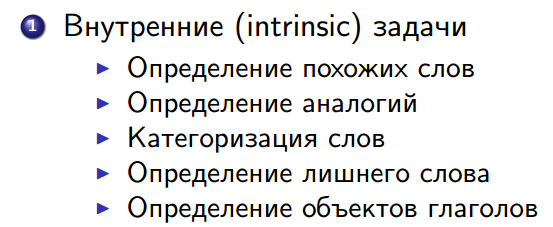 1 Внутренние (intrinsic) задачи
Определение похожих слов
Определение аналогий
Категоризация слов
Определение лишнего слова
Определение объектов глаголов